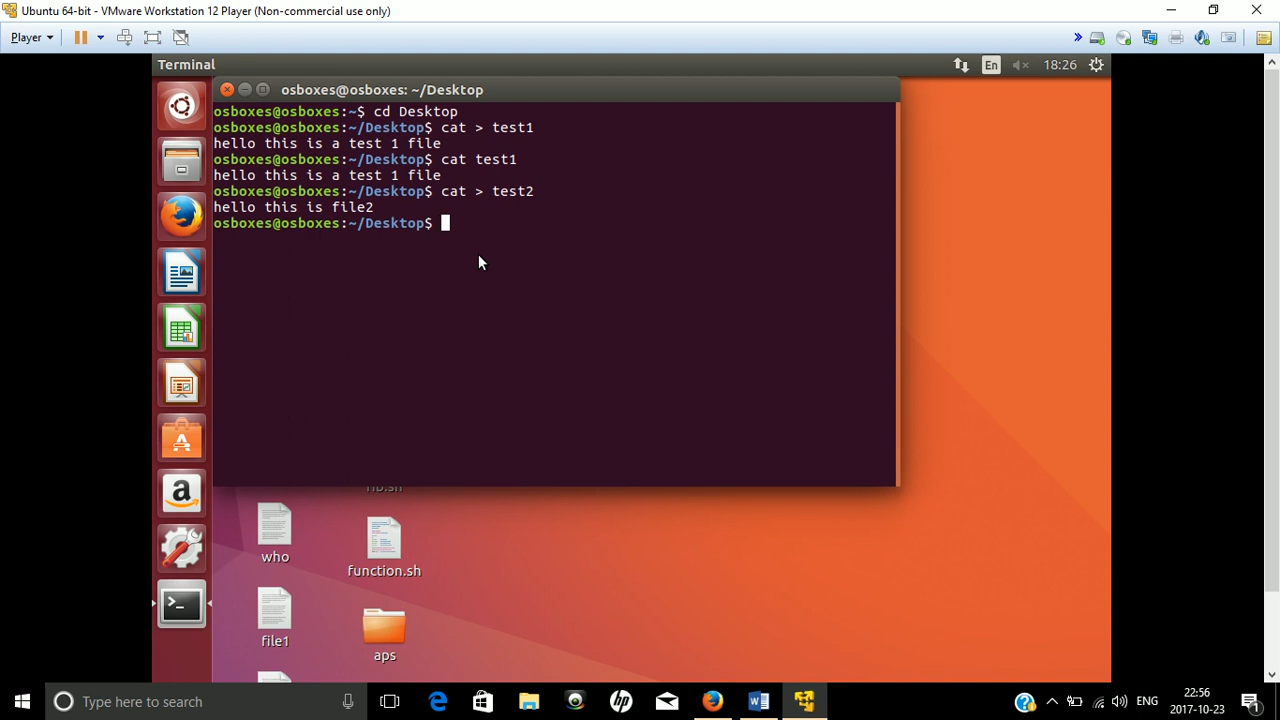 Ubuntu 64-bit - VMware Workstation 12 Player (Non-commercial use only)
Player
Terminal
En
18:26
osboxes@osboxes: ~/Desktop
osboxes@osboxes:~$ cd Desktop
osboxes@osboxes:~/Desktop$ cat > test1
hello this is a test 1 file
osboxes@osboxes:~/Desktop$ cat test1
hello this is a test 1 file
osboxes@osboxes:~/Desktop$ cat > test2
hello this is file2
osboxes@osboxes:~/Desktop$
who
function.sh
file1
aps
Type here to search
ENG
22:56
2017-10-23